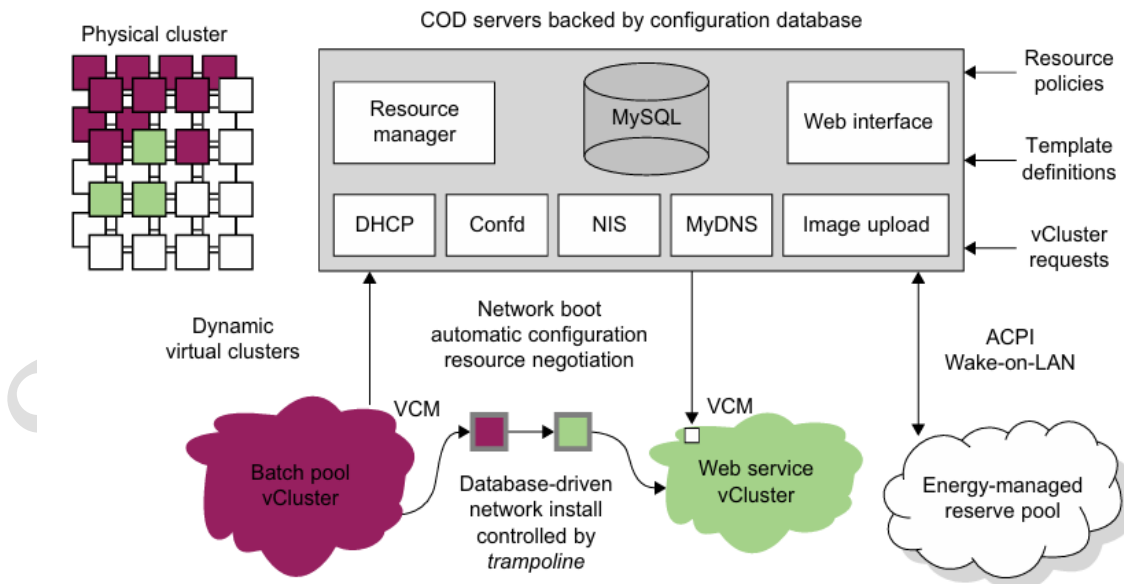 COD servers backed by configuration database
Physical cluster
Resource
manager
MySQL
Web interface
Resource
policies
Template
definitions
DHCP
Confd
NIS
MyDNS
Image upload
vCluster
requests
Dynamic
virtual clusters
Network boot
automatic configuration
resource negotiation
ACPI
Wake-on-LAN
VCM
VCM
Batch pool
vCluster
Database-driven
network install
controlled by
trampoline
Web service
vCluster
Energy-managed
reserve pool